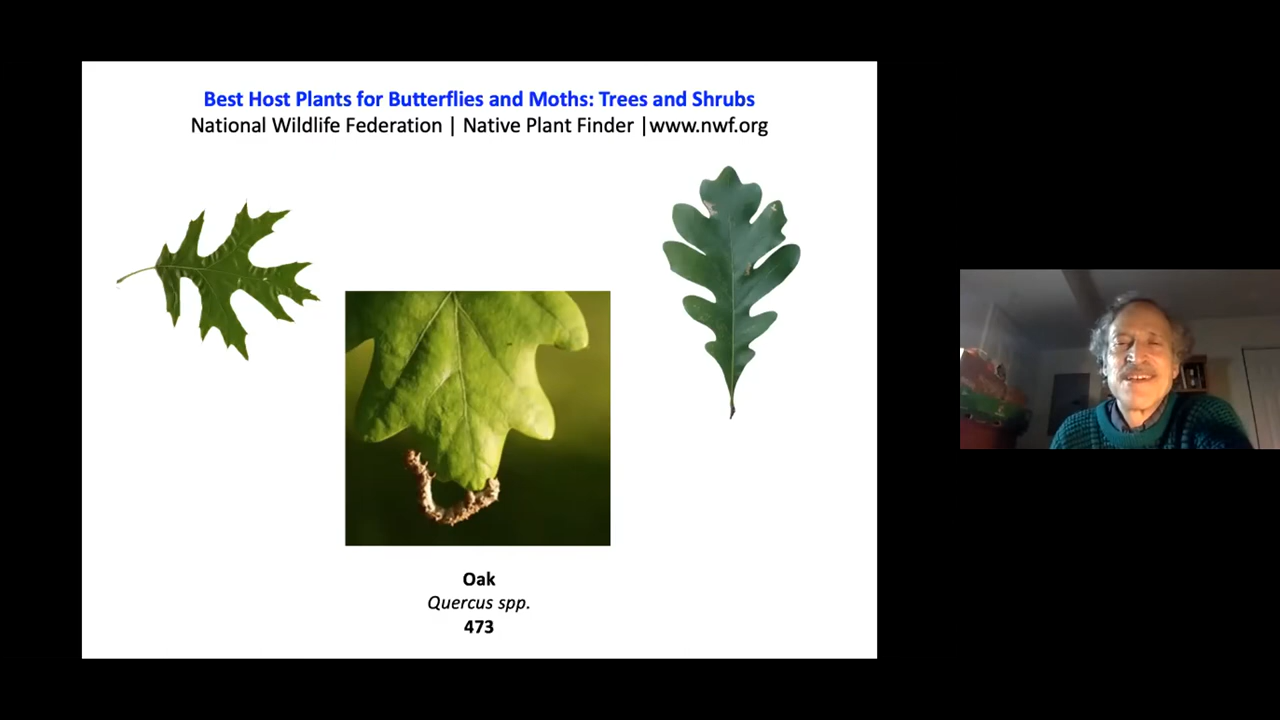 Best Host Plants for Butterflies and Moths: Trees and Shrubs
National Wildlife Federation | Native Plant Finder |www.nwf.org
Oak
Quercus spp.
473